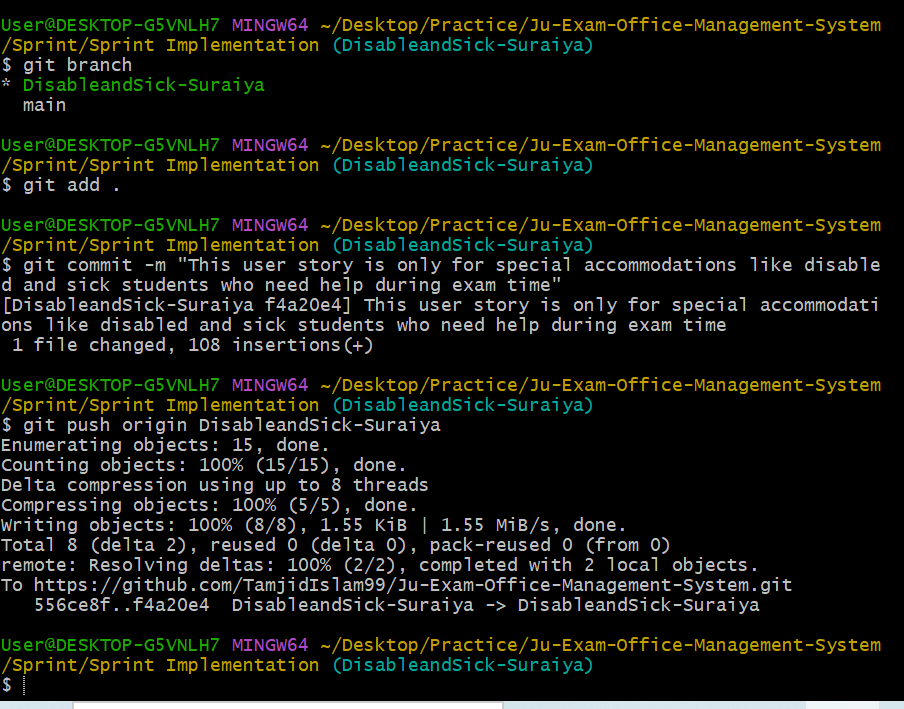 User@DESKTOP-G5VNLH7 MINGW64 ~/Desktop/Practice/Ju-Exam-Office-Management-System
/Sprint/Sprint Implementation (DisableandSick-Suraiya)
$ git branch
* DisableandSick-Suraiya
  main
User@DESKTOP-G5VNLH7 MINGW64 ~/Desktop/Practice/Ju-Exam-Office-Management-System
/Sprint/Sprint Implementation (DisableandSick-Suraiya)
$ git add .
User@DESKTOP-G5VNLH7 MINGW64 ~/Desktop/Practice/Ju-Exam-Office-Management-System
/Sprint/Sprint Implementation (DisableandSick-Suraiya)
$ git commit -m "This user story is only for special accommodations like disable
d and sick students who need help during exam time"
[DisableandSick-Suraiya f4a20e4] This user story is only for special accommodati
ons like disabled and sick students who need help during exam time
 1 file changed, 108 insertions(+)
User@DESKTOP-G5VNLH7 MINGW64 ~/Desktop/Practice/Ju-Exam-Office-Management-System
/Sprint/Sprint Implementation (DisableandSick-Suraiya)
$ git push origin DisableandSick-Suraiya
Enumerating objects: 15, done.
Counting objects: 100% (15/15), done.
Delta compression using up to 8 threads
Compressing objects: 100% (5/5), done.
Writing objects: 100% (8/8), 1.55 KiB | 1.55 MiB/s, done.
Total 8 (delta 2), reused 0 (delta 0), pack-reused 0 (from 0)
remote: Resolving deltas: 100% (2/2), completed with 2 local objects.
To https://github.com/TamjidIslam99/Ju-Exam-Office-Management-System.git
   556ce8f..f4a20e4  DisableandSick-Suraiya -> DisableandSick-Suraiya
User@DESKTOP-G5VNLH7 MINGW64 ~/Desktop/Practice/Ju-Exam-Office-Management-System
/Sprint/Sprint Implementation (DisableandSick-Suraiya)
$